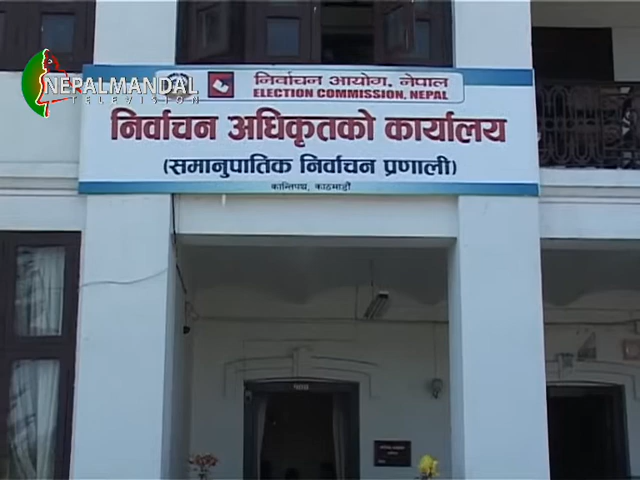 NEPALMANDAL
TELEVISION
निर्वाचन आयोग, नेपाल
ELECTION COMMISSION, NEPAL
निर्वाचन अधिकृतको कार्यालय
(समानुपातिक निर्वाचन प्रणाली)
कान्तिपथ, काठमाडौं